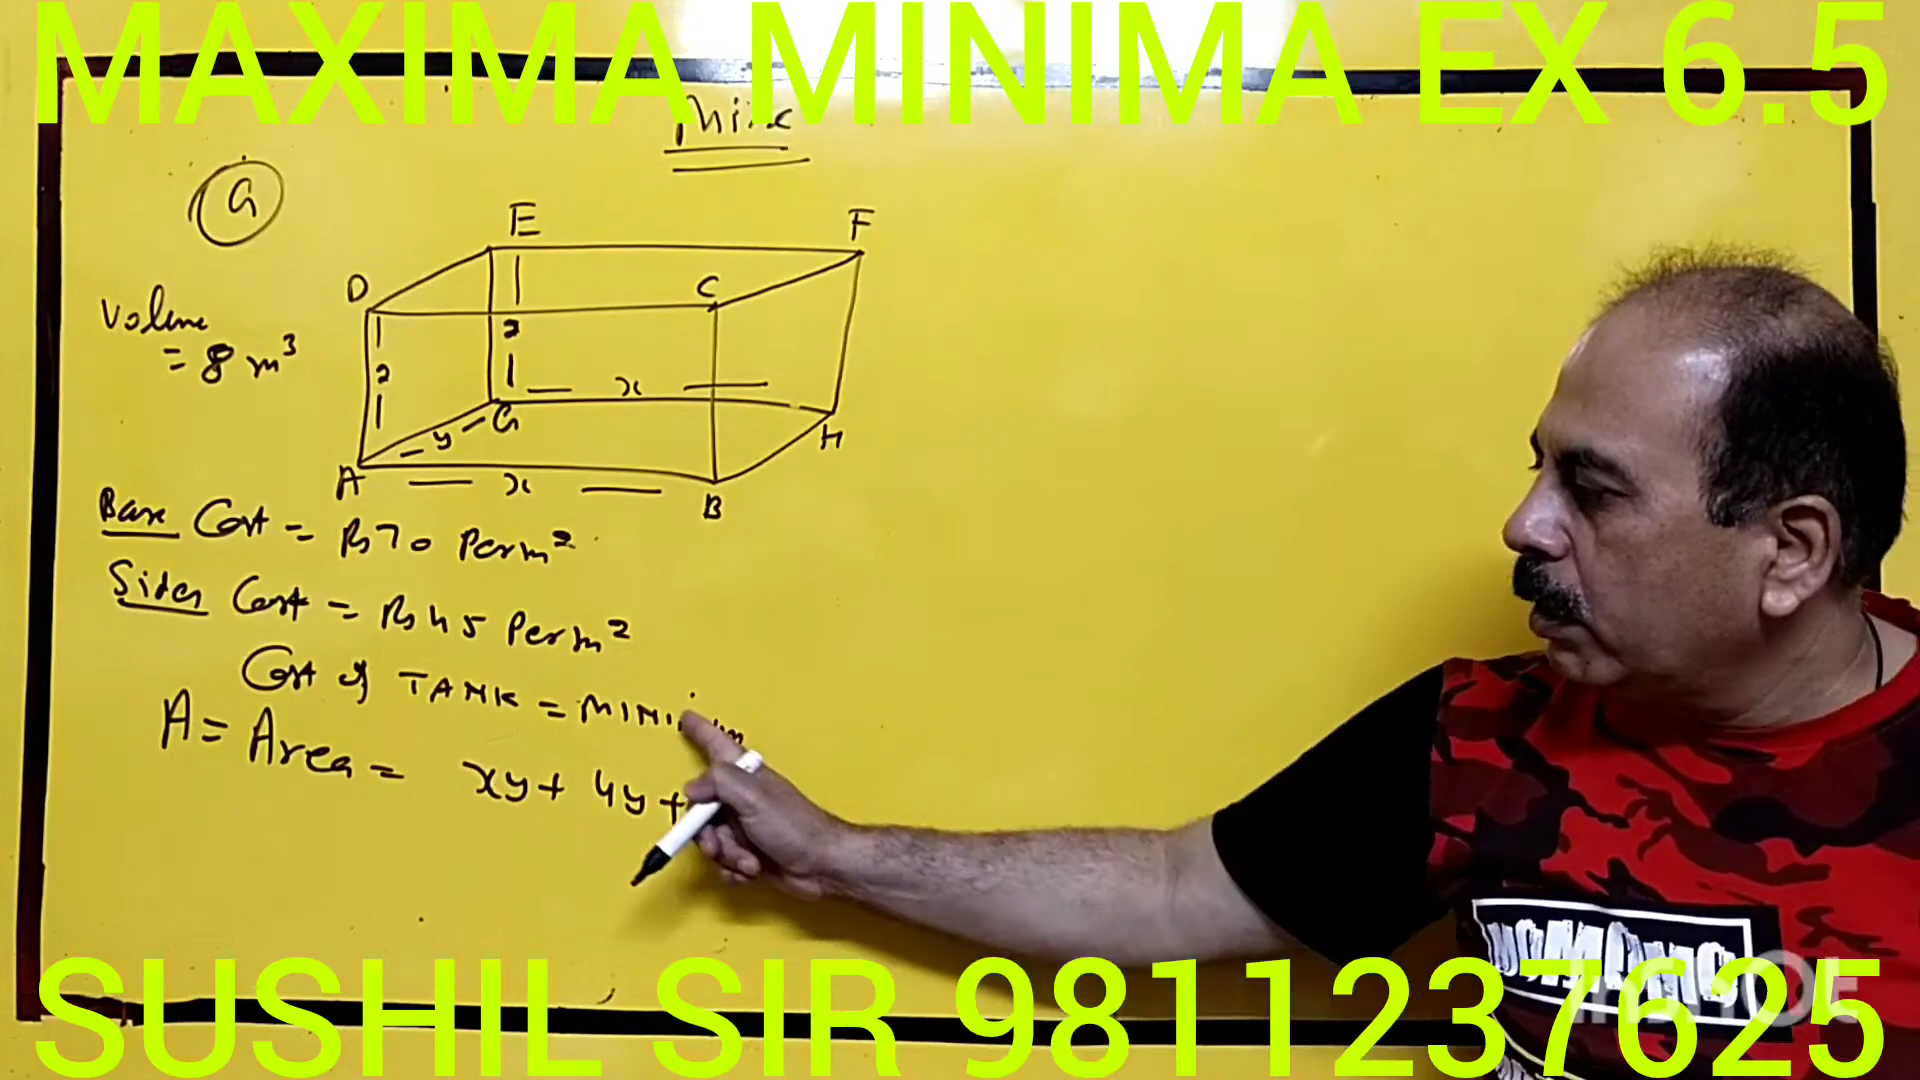 MAXIMA MINIMA EX 6.5
Q
E
F
D
C
Volume
= 8 m³
2
2
x
y
G
H
A
x
B
Base Cost = Rs 70 Per m²
Sides Cost = Rs 45 Per m²
Cost of TANK = MINIMUM
A = Area = xy + 4y +
SUSHIL SIR 9811237625